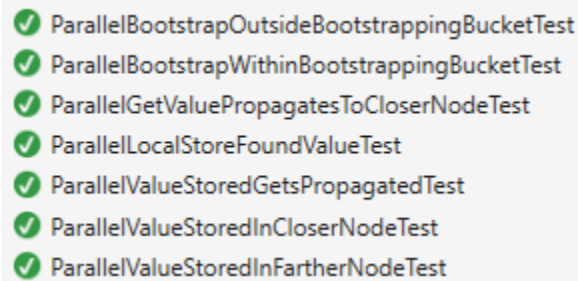 ParallelBootstrapOutsideBootstrappingBucketTest
ParallelBootstrapWithinBootstrappingBucketTest
ParallelGetValuePropagatesToCloserNodeTest
ParallelLocalStoreFoundValueTest
ParallelValueStoredGetsPropagatedTest
ParallelValueStoredInCloserNodeTest
ParallelValueStoredInFartherNodeTest